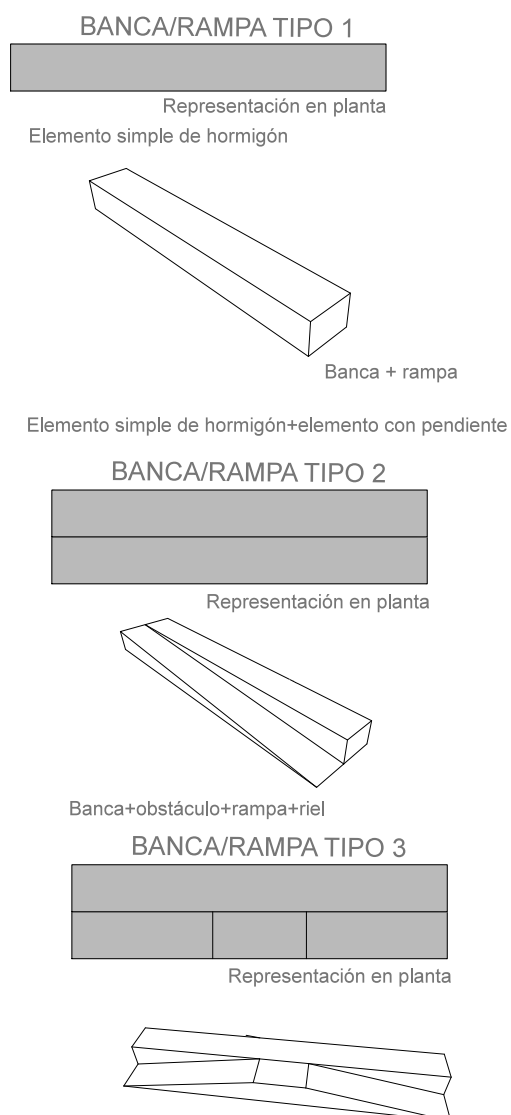 BANCA/RAMPA TIPO 1
Representación en planta
Elemento simple de hormigón
Banca + rampa
Elemento simple de hormigón+elemento con pendiente
BANCA/RAMPA TIPO 2
Representación en planta
Banca+obstáculo+rampa+riel
BANCA/RAMPA TIPO 3
Representación en planta